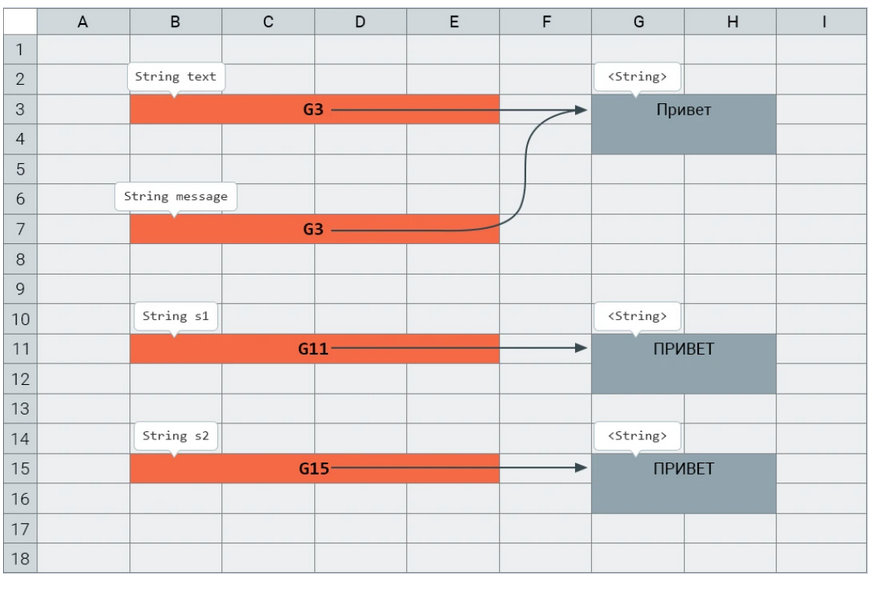 A B C D E F G H I
1
2 String text <String>
3 G3 Привет
4
5
6 String message
7 G3
8
9
10 String s1 <String>
11 G11 ПРИВЕТ
12
13
14 String s2 <String>
15 G15 ПРИВЕТ
16
17
18